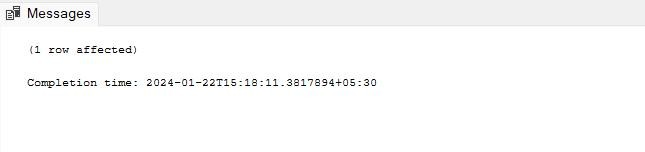 Messages
(1 row affected)
Completion time: 2024-01-22T15:18:11.3817894+05:30